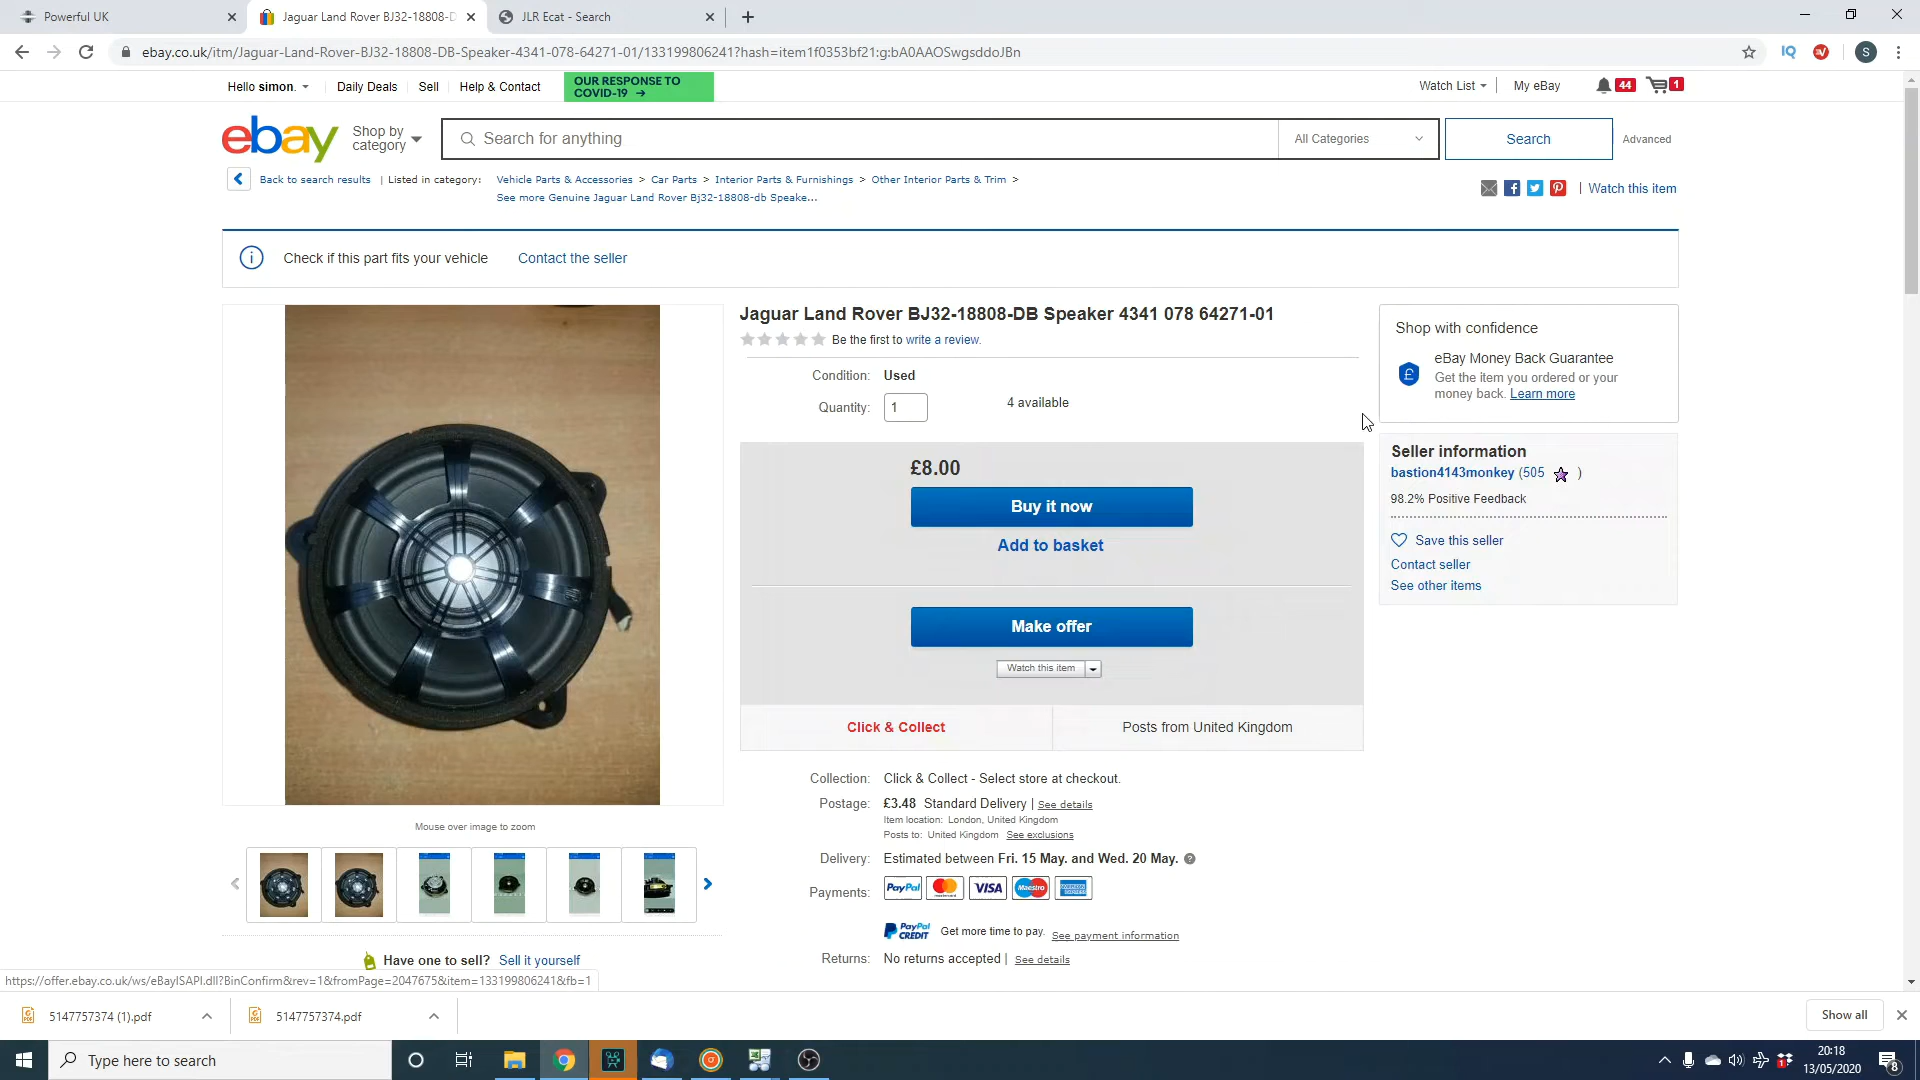 Powerful UK
Jaguar Land Rover BJ32-18808-D
JLR Ecat - Search
ebay.co.uk/itm/Jaguar-Land-Rover-BJ32-18808-DB-Speaker-4341-078-64271-01/133199806241?hash=item1f0353bf21:g:bA0AAOSwgsddoJBn
IQ
S
Hello simon.
Daily Deals
Sell
Help & Contact
OUR RESPONSE TO
COVID-19 →
Watch List
My eBay
44
1
ebay
Shop by
category
Search for anything
All Categories
Search
Advanced
Back to search results | Listed in category:
Vehicle Parts & Accessories > Car Parts > Interior Parts & Furnishings > Other Interior Parts & Trim >
See more Genuine Jaguar Land Rover Bj32-18808-db Speake...
| Watch this item
Check if this part fits your vehicle
Contact the seller
Jaguar Land Rover BJ32-18808-DB Speaker 4341 078 64271-01
Be the first to write a review.
Condition: Used
Quantity: 1
4 available
£8.00
Buy it now
Add to basket
Make offer
Watch this item
Click & Collect
Posts from United Kingdom
Collection: Click & Collect - Select store at checkout.
Postage: £3.48 Standard Delivery | See details
Item location: London, United Kingdom
Posts to: United Kingdom See exclusions
Delivery: Estimated between Fri. 15 May. and Wed. 20 May.
Payments: PayPal VISA Maestro
PayPal CREDIT Get more time to pay. See payment information
Returns: No returns accepted | See details
Shop with confidence
eBay Money Back Guarantee
Get the item you ordered or your
money back. Learn more
Seller information
bastion4143monkey (505 )
98.2% Positive Feedback
Save this seller
Contact seller
See other items
Mouse over image to zoom
Have one to sell? Sell it yourself
https://offer.ebay.co.uk/ws/eBayISAPI.dll?BinConfirm&rev=1&fromPage=2047675&item=133199806241&fb=1
5147757374 (1).pdf
5147757374.pdf
Show all
Type here to search
20:18
13/05/2020
8